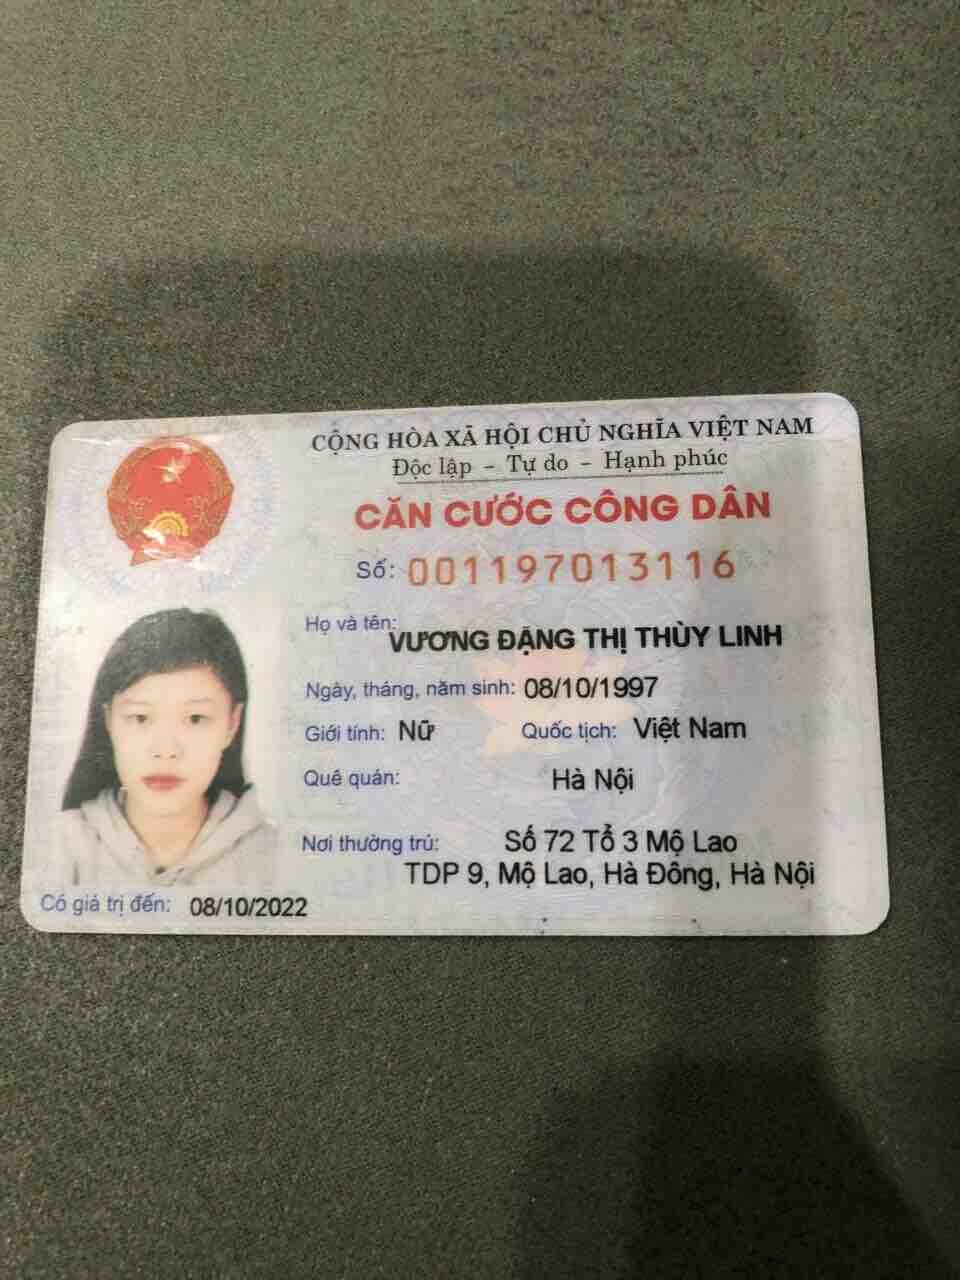 CỘNG HÒA XÃ HỘI CHỦ NGHĨA VIỆT NAM
Độc lập - Tự do - Hạnh phúc
CĂN CƯỚC CÔNG DÂN
Số: 001197013116
Họ và tên: VƯƠNG ĐẶNG THỊ THÙY LINH
Ngày, tháng, năm sinh: 08/10/1997
Giới tính: Nữ Quốc tịch: Việt Nam
Quê quán: Hà Nội
Nơi thường trú: Số 72 Tổ 3 Mộ Lao
TDP 9, Mộ Lao, Hà Đông, Hà Nội
Có giá trị đến: 08/10/2022